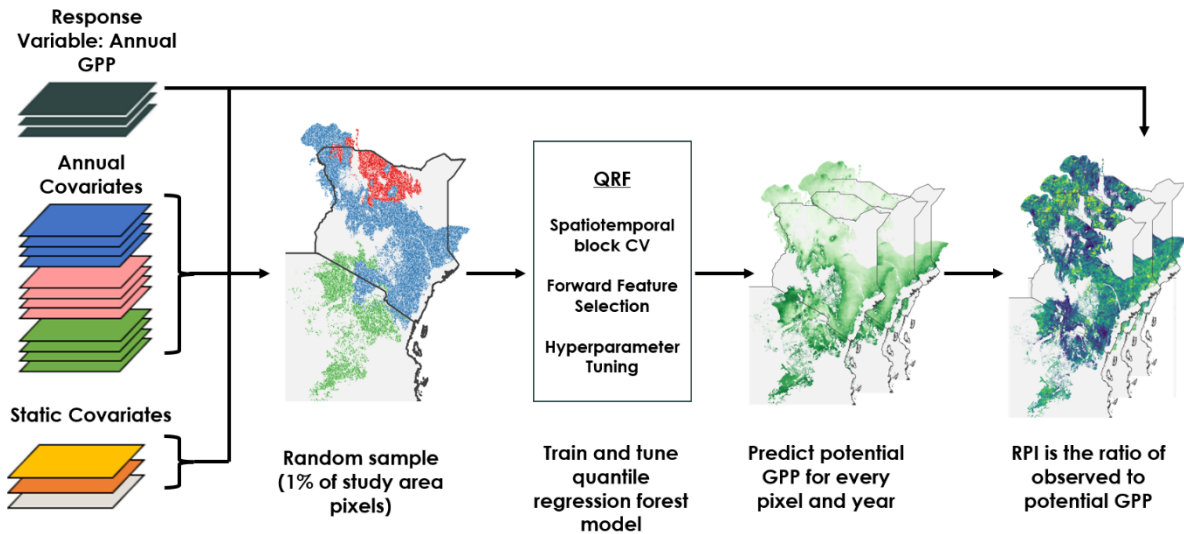 Response
Variable: Annual
GPP
Annual
Covariates
Static Covariates
Random sample
(1% of study area
pixels)
QRF
Spatiotemporal
block CV
Forward Feature
Selection
Hyperparameter
Tuning
Train and tune
quantile
regression forest
model
Predict potential
GPP for every
pixel and year
RPI is the ratio of
observed to
potential GPP